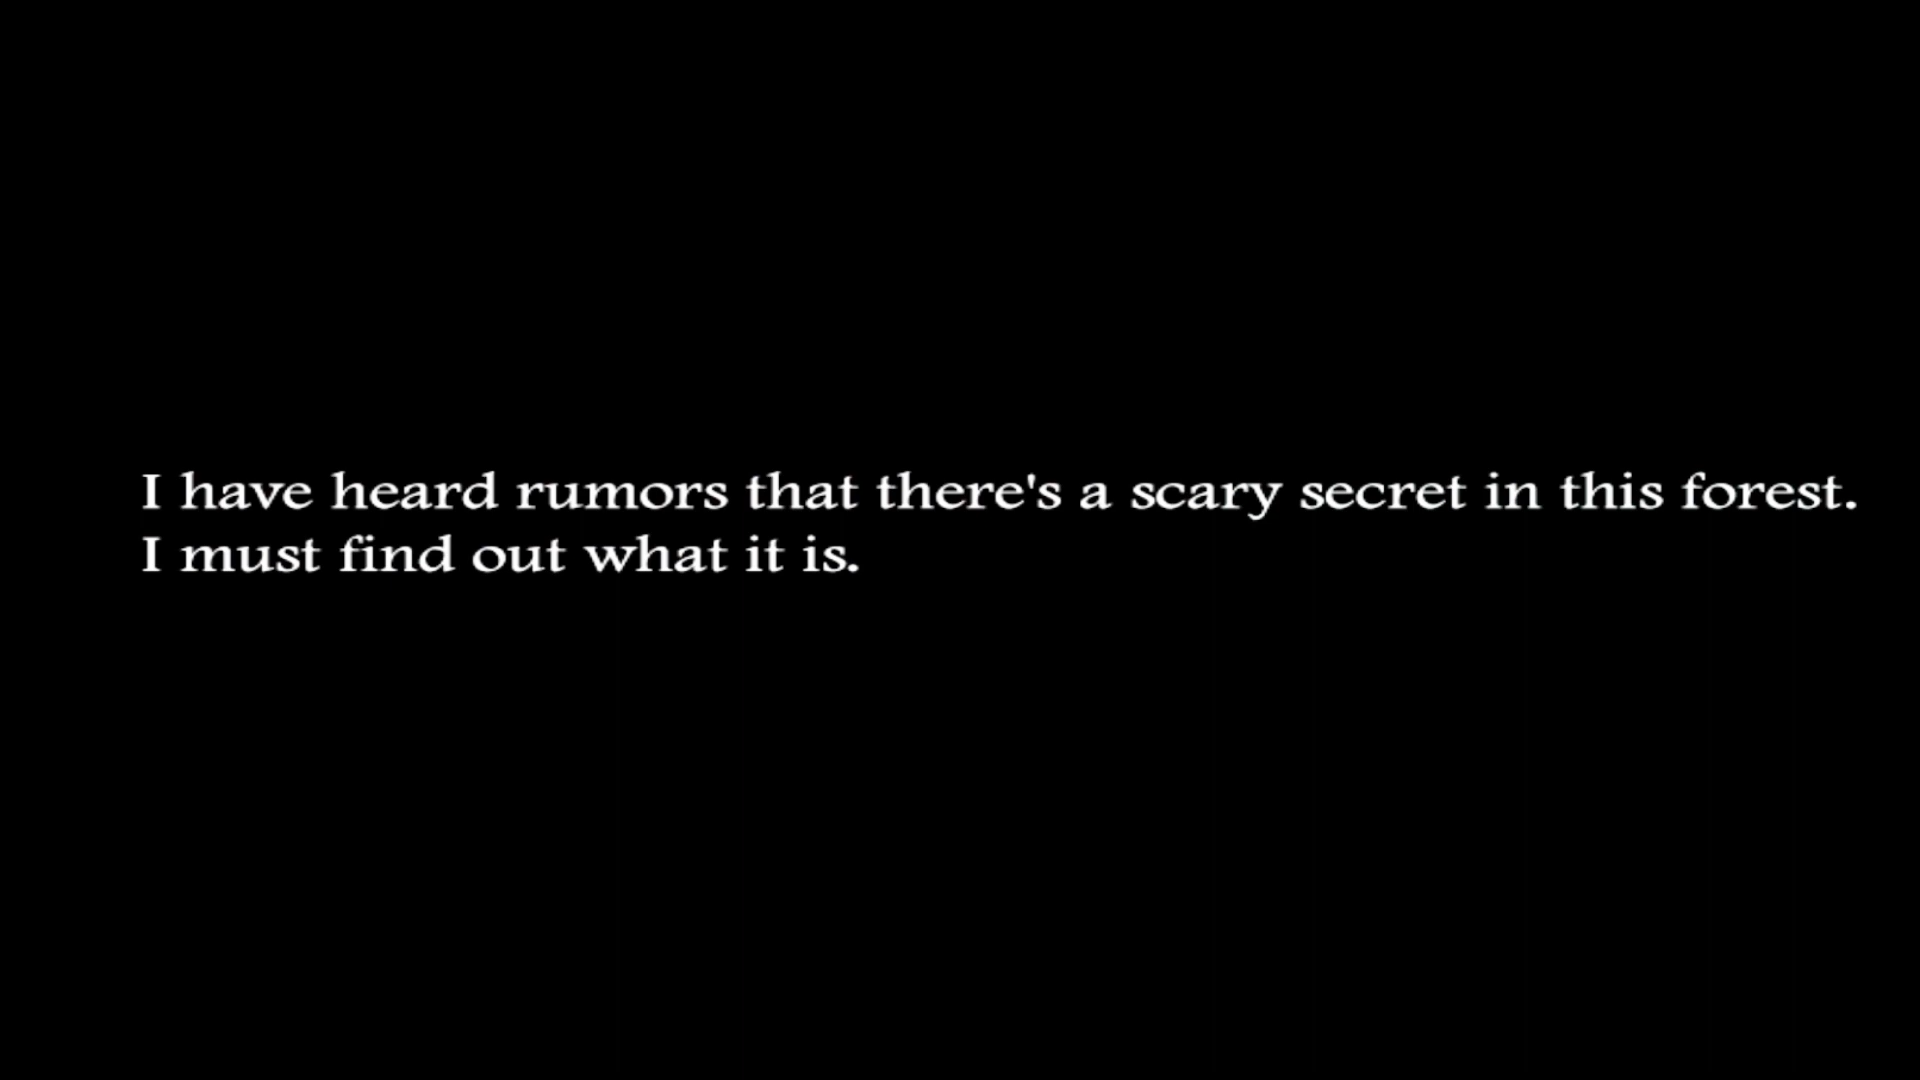 I have heard rumors that there's a scary secret in this forest.
I must find out what it is.